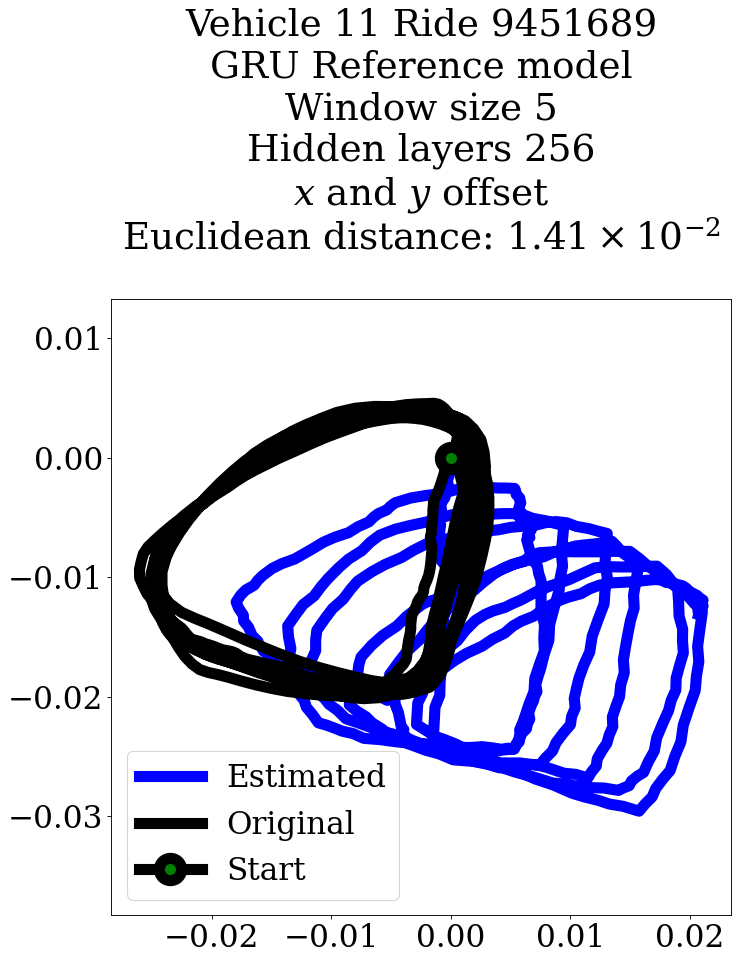 Vehicle 11 Ride 9451689
GRU Reference model
Window size 5
Hidden layers 256
x and y offset
Euclidean distance: 1.41 × 10⁻²
0.01
0.00
−0.01
−0.02
−0.03
Estimated
Original
Start
−0.02 −0.01 0.00 0.01 0.02